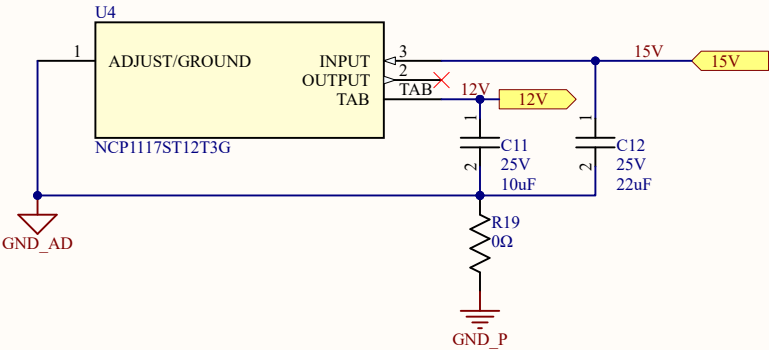 U4
1
ADJUST/GROUND
INPUT
3
15V
15V
OUTPUT
2
TAB
TAB
12V
12V
NCP1117ST12T3G
1
2
C11
25V
10uF
1
2
C12
25V
22uF
GND_AD
R19
0Ω
GND_P